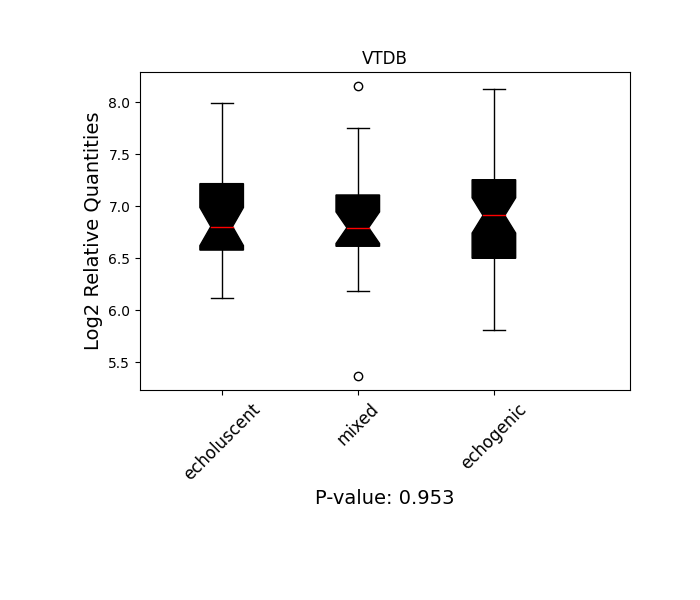 VTDB
Log2 Relative Quantities
8.0
7.5
7.0
6.5
6.0
5.5
echoluscent
mixed
echogenic
P-value: 0.953